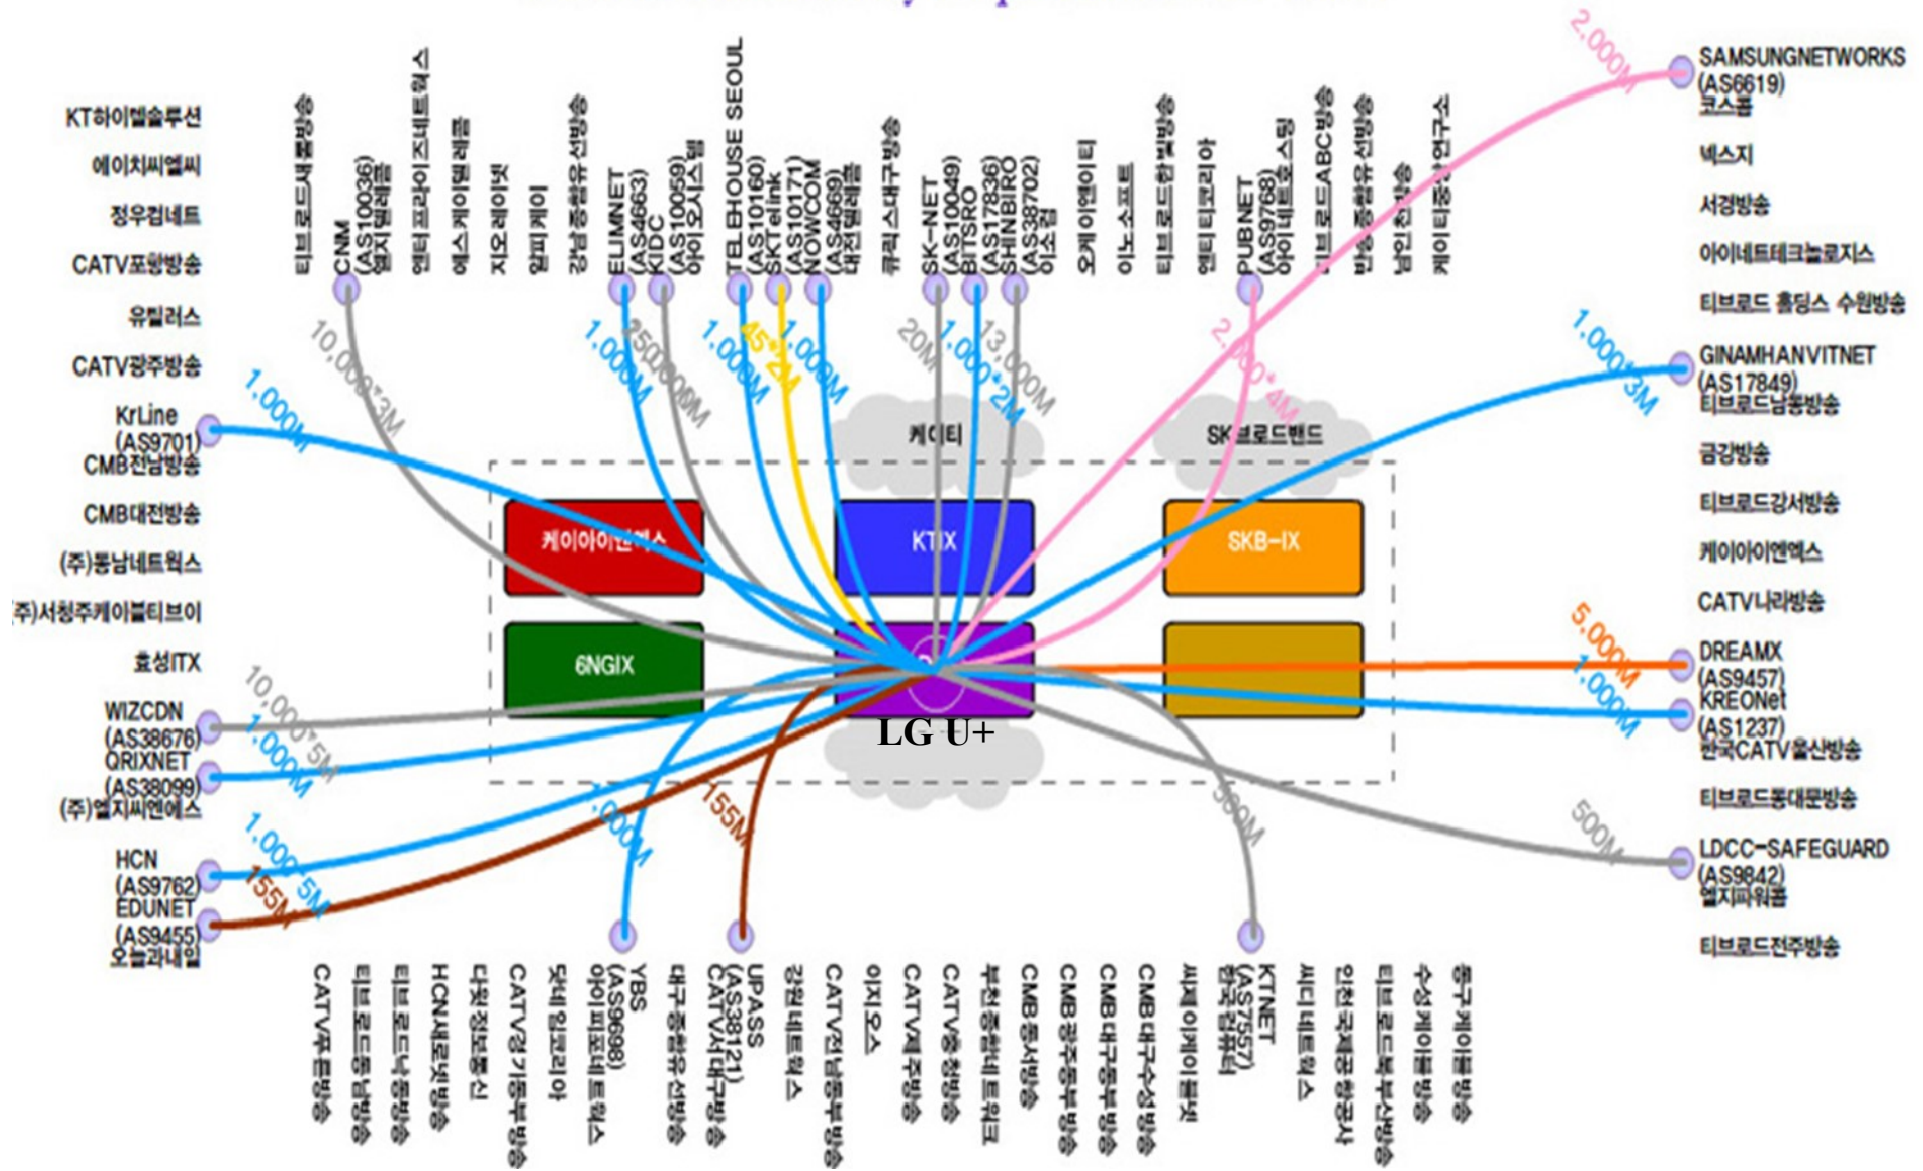 KT하이텔솔루션
에이치씨엘씨
정우컴네트
CATV포항방송
유틸러스
CATV광주방송
KrLine
(AS9701)
CMB전남방송
CMB대전방송
(주)동남네트웍스
주)서청주케이블티브이
효성ITX
WIZCDN
(AS38676)
QRIXNET
(AS38099)
(주)엘지씨엔에스
HCN
(AS9762)
EDUNET
(AS9455)
오늘과내일
티브로드새롬방송
CNM
(AS10036)
엘지텔레콤
엔터프라이즈네트웍스
에스케이텔레콤
지오레이넷
알피케이
강남종합유선방송
ELIMNET
(AS4663)
KIDC
(AS10059)
아이오시스템
TELEHOUSE SEOUL
(AS10160)
SKTelink
(AS10171)
NOWCOM
(AS4669)
대전텔레콤
큐릭스대구방송
SK-NET
(AS10049)
BITSRO
(AS17836)
SHINBIRO
(AS38702)
이소컴
오케이엔이티
이노소프트
티브로드한빛방송
엔티티코리아
PUBNET
(AS9768)
아이네트호스팅
티브로드ABC방송
반송종합유선방송
남인천방송
케이티중앙연구소
SAMSUNGNETWORKS
(AS6619)
코스콤
넥스지
서경방송
아이네트테크놀로지스
티브로드 홀딩스 수원방송
GINAMHANVITNET
(AS17849)
티브로드남동방송
금강방송
티브로드강서방송
케이아이엔엑스
CATV나라방송
DREAMX
(AS9457)
KREONet
(AS1237)
한국CATV울산방송
티브로드동대문방송
LDCC-SAFEGUARD
(AS9842)
엘지파워콤
티브로드전주방송
2,000M
10,000*3M
1,000M
1,000M
1,000M
45*2M
1,000M
20M
1,000*2M
13,000M
2,000*4M
1,000*3M
케이티
SK브로드밴드
케이아이엔엑스
KTIX
SKB-IX
6NGIX
LG U+
5,000M
1,000M
10,000*5M
1,000M
1,000*5M
155M
1,000M
155M
500M
500M
CATV푸른방송
티브로드동남방송
티브로드낙동방송
HCN새로넷방송
다윗정보통신
CATV경기동부방송
닷네임코리아
아이피포네트웍스
YBS
(AS9698)
대구종합유선방송
UPASS
(AS38121)
CATV서대구방송
강원네트웍스
CATV전남동부방송
이지오스
CATV제주방송
CATV충청방송
부천종합네트워크
CMB동서방송
CMB광주동부방송
CMB대구동부방송
CMB대구수성방송
씨제이케이블넷
KTNET
(AS7557)
한국컴퓨터
씨디네트웍스
인천국제공항공사
티브로드북부산방송
수성케이블방송
동구케이블방송